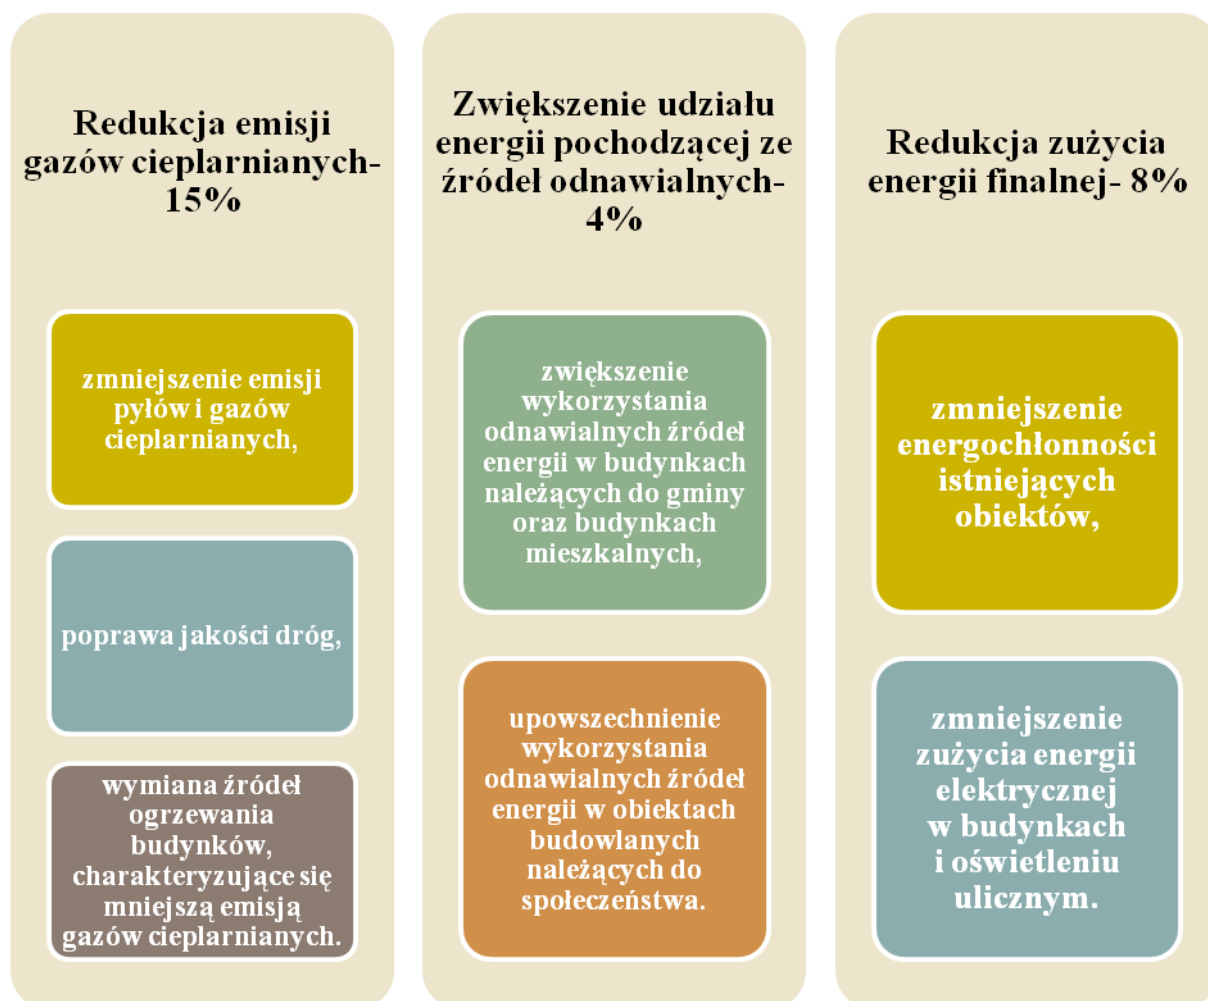 Redukcja emisji
gazów cieplarnianych-
15%
zmniejszenie emisji
pyłów i gazów
cieplarnianych,
poprawa jakości dróg,
wymiana źródeł
ogrzewania
budynków,
charakteryzujące się
mniejszą emisją
gazów cieplarnianych.
Zwiększenie udziału
energii pochodzącej ze
źródeł odnawialnych-
4%
zwiększenie
wykorzystania
odnawialnych źródeł
energii w budynkach
należących do gminy
oraz budynkach
mieszkalnych,
upowszechnienie
wykorzystania
odnawialnych źródeł
energii w obiektach
budowlanych
należących do
społeczeństwa.
Redukcja zużycia
energii finalnej- 8%
zmniejszenie
energochłonności
istniejących
obiektów,
zmniejszenie
zużycia energii
elektrycznej
w budynkach
i oświetleniu
ulicznym.